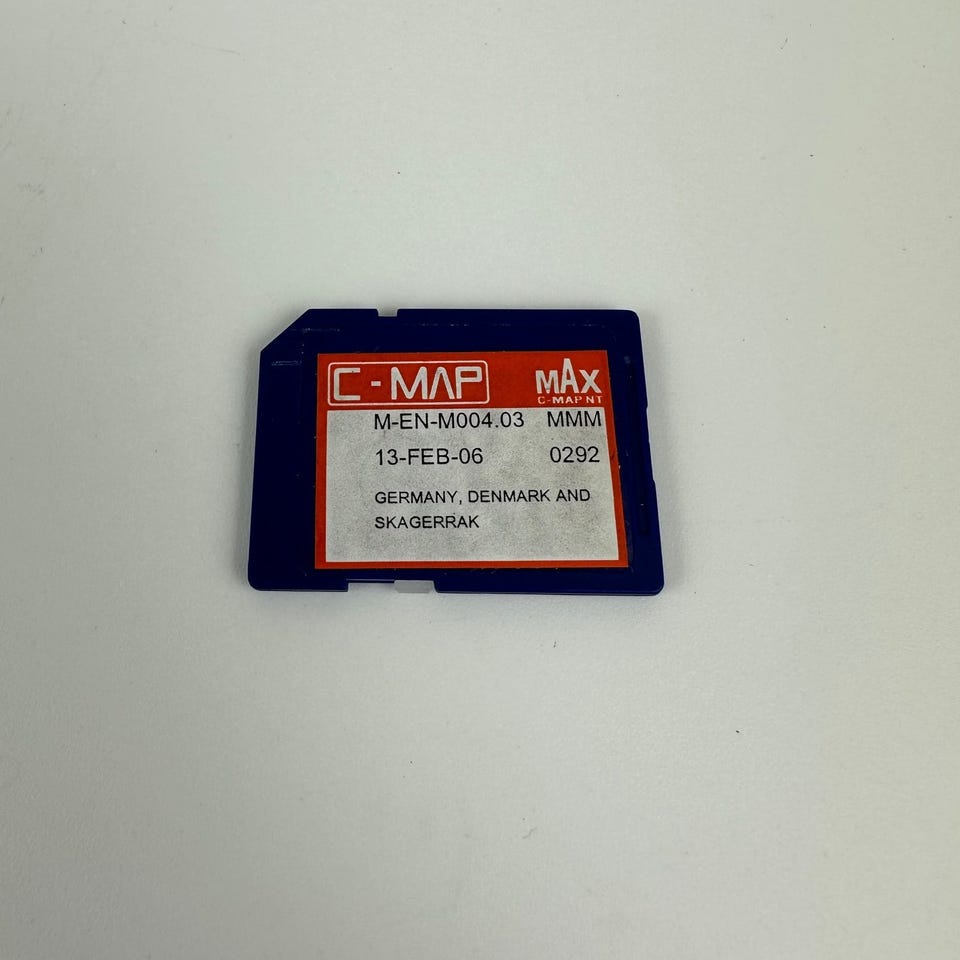 C-MAP MAX
C-MAP NT
M-EN-M004.03 MMM
13-FEB-06 0292
GERMANY, DENMARK AND
SKAGERRAK